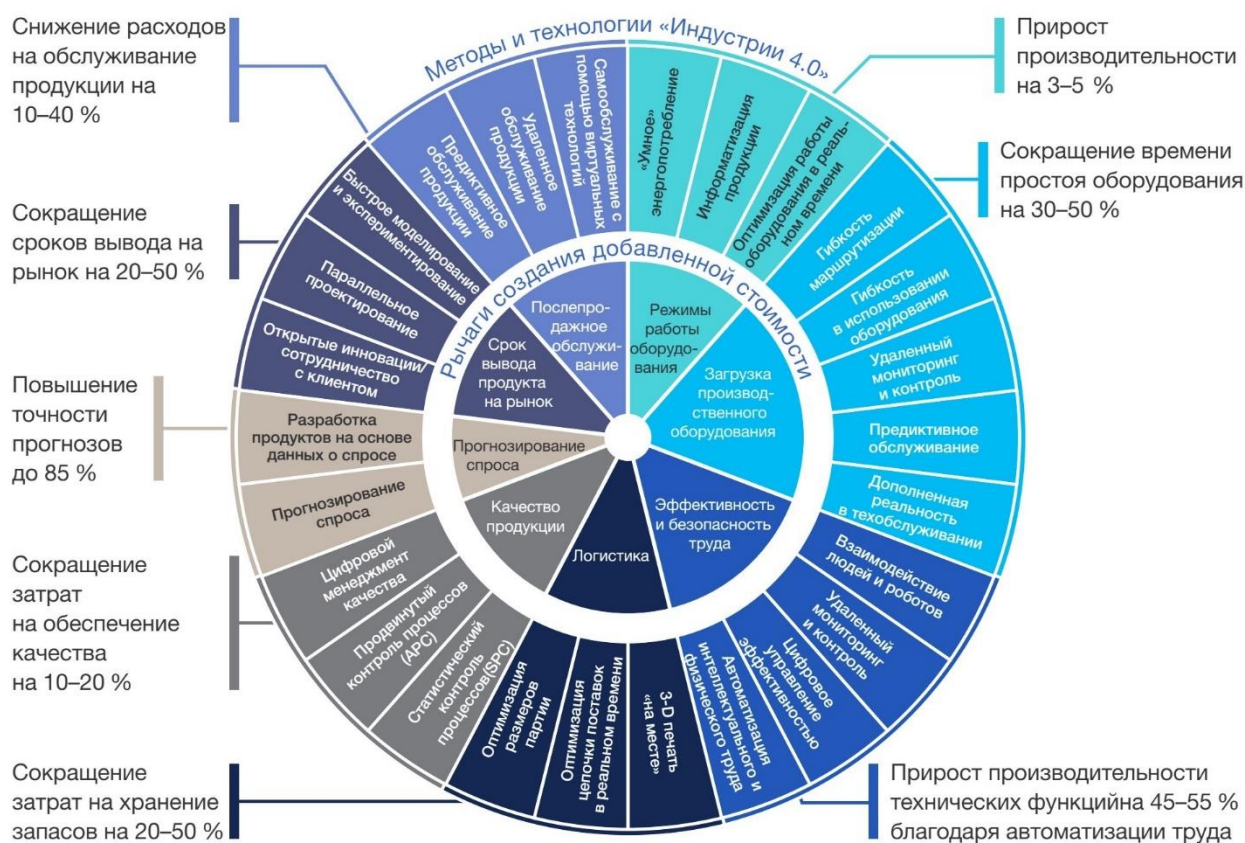 Методы и технологии «Индустрии 4.0»
Рычаги создания добавленной стоимости
Снижение расходов
на обслуживание
продукции на
10–40 %
Сокращение
сроков вывода на
рынок на 20–50 %
Повышение
точности
прогнозов
до 85 %
Сокращение
затрат
на обеспечение
качества
на 10–20 %
Сокращение
затрат на хранение
запасов на 20–50 %
Прирост
производительности
на 3–5 %
Сокращение времени
простоя оборудования
на 30–50 %
Прирост производительности
технических функцийна 45–55 %
благодаря автоматизации труда
«Умное»
энергопотребление
Информатизация
продукции
Оптимизация работы
оборудования в реаль-
ном времени
Гибкость
маршрутизации
Гибкость
в использовании
оборудования
Удаленный
мониторинг
и контроль
Предиктивное
обслуживание
Дополненная
реальность
в техобслуживании
Взаимодействие
людей и роботов
Удаленный
мониторинг
и контроль
Цифровое
управление
эффективностью
Автоматизация
интеллектуального и
физического труда
3-D печать
«на месте»
Оптимизация
цепочки поставок
в реальном времени
Оптимизация
размеров
партии
Статистический
контроль
процессов(SPC)
Продвинутый
контроль процессов
(APC)
Цифровой
менеджмент
качества
Прогнозирование
спроса
Разработка
продуктов на основе
данных о спросе
Открытые инновации/
сотрудничество
с клиентом
Параллельное
проектирование
Быстрое моделирование
и экспериментирование
Предиктивное
обслуживание
продукции
Удаленное
обслуживание
продукции
Самообслуживание с
помощью виртуальных
технологий
Режимы
работы
оборудо-
вания
Загрузка
производ-
ственного
оборудования
Эффективность
и безопасность
труда
Логистика
Качество
продукции
Прогнозирование
спроса
Срок
вывода
продукта
на рынок
Послепро-
дажное
обслужи-
вание